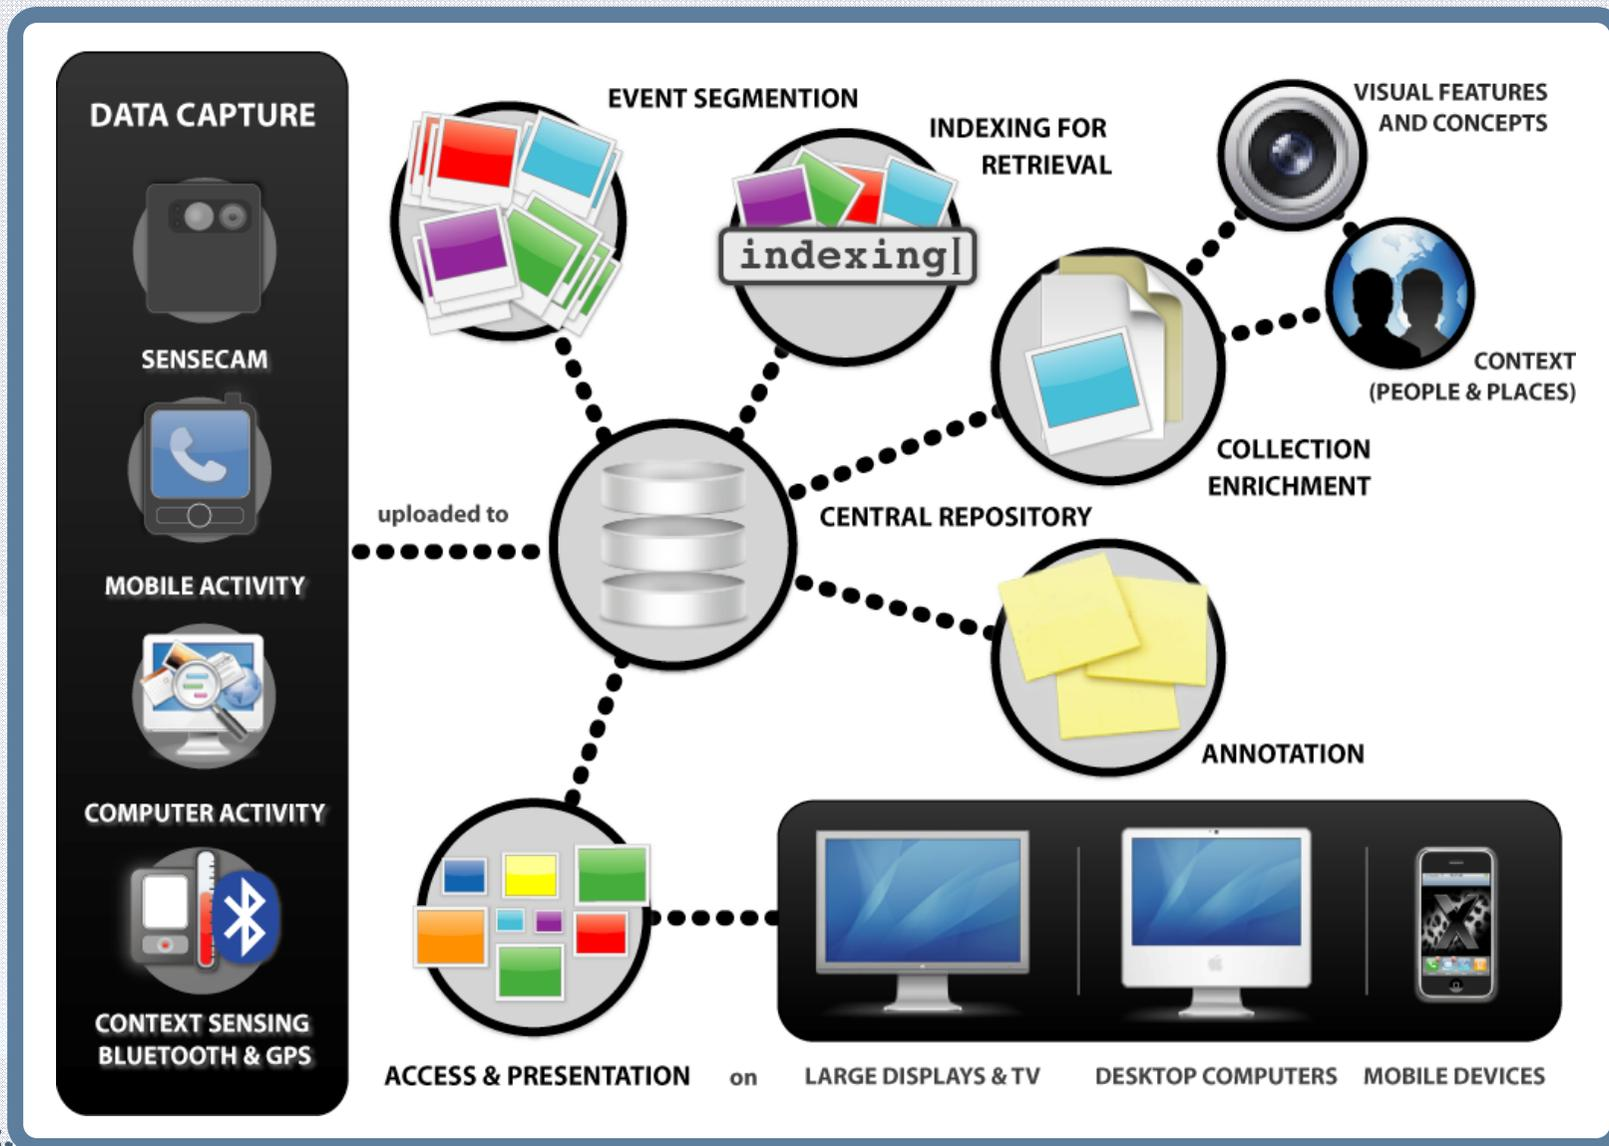 DATA CAPTURE
SENSECAM
MOBILE ACTIVITY
COMPUTER ACTIVITY
CONTEXT SENSING
BLUETOOTH & GPS
uploaded to
EVENT SEGMENTION
INDEXING FOR
RETRIEVAL
indexing
VISUAL FEATURES
AND CONCEPTS
CONTEXT
(PEOPLE & PLACES)
COLLECTION
ENRICHMENT
CENTRAL REPOSITORY
ANNOTATION
ACCESS & PRESENTATION on LARGE DISPLAYS & TV DESKTOP COMPUTERS MOBILE DEVICES